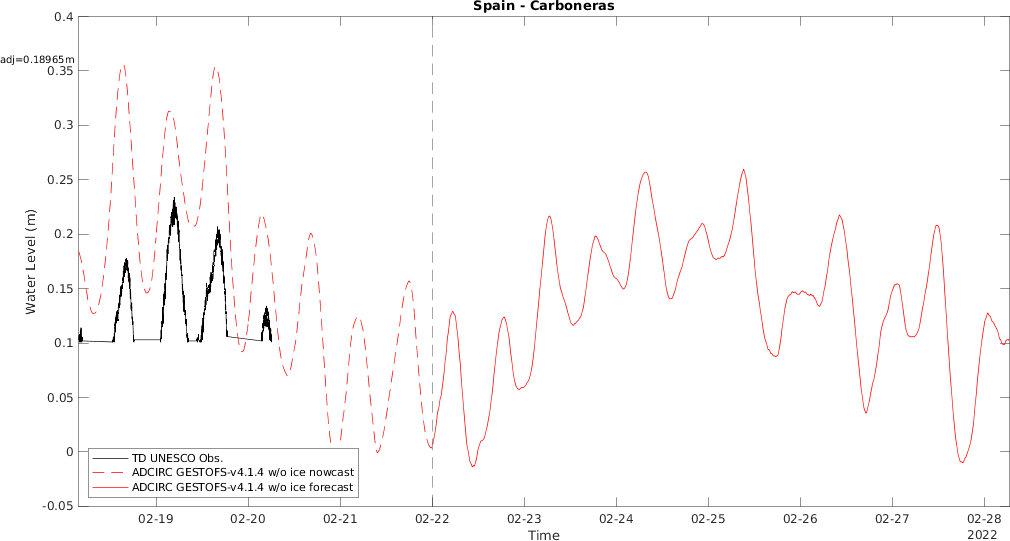 Spain - Carboneras
adj=0.18965m
0.4
0.35
0.3
0.25
0.2
0.15
0.1
0.05
0
-0.05
Water Level (m)
TD UNESCO Obs.
ADCIRC GESTOFS-v4.1.4 w/o ice nowcast
ADCIRC GESTOFS-v4.1.4 w/o ice forecast
02-19 02-20 02-21 02-22 02-23 02-24 02-25 02-26 02-27 02-28
2022
Time